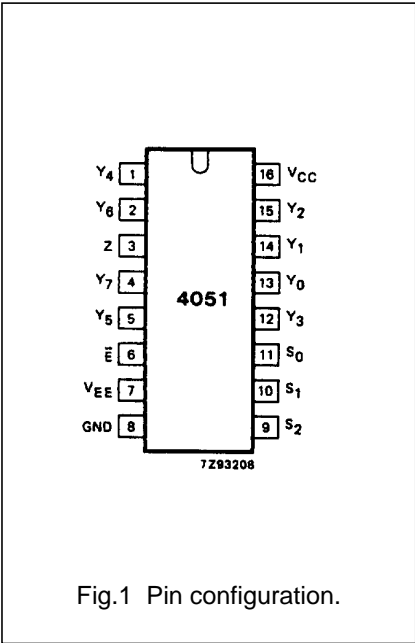 Y4 1 16 VCC
Y6 2 15 Y2
Z 3 14 Y1
Y7 4 13 Y0
4051
Y5 5 12 Y3
E̅ 6 11 S0
VEE 7 10 S1
GND 8 9 S2
7Z93208
Fig.1 Pin configuration.